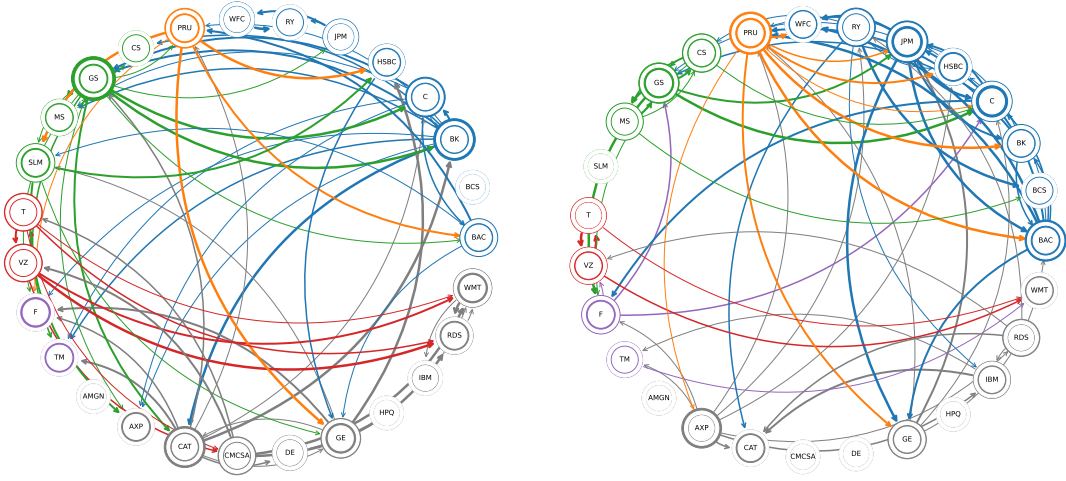 WFC
RY
JPM
HSBC
C
BK
BCS
BAC
WMT
RDS
IBM
HPQ
GE
DE
CMCSA
CAT
AXP
AMGN
TM
F
VZ
T
SLM
MS
GS
CS
PRU
WFC
RY
JPM
HSBC
C
BK
BCS
BAC
WMT
RDS
IBM
HPQ
GE
DE
CMCSA
CAT
AXP
AMGN
TM
F
VZ
T
SLM
MS
GS
CS
PRU